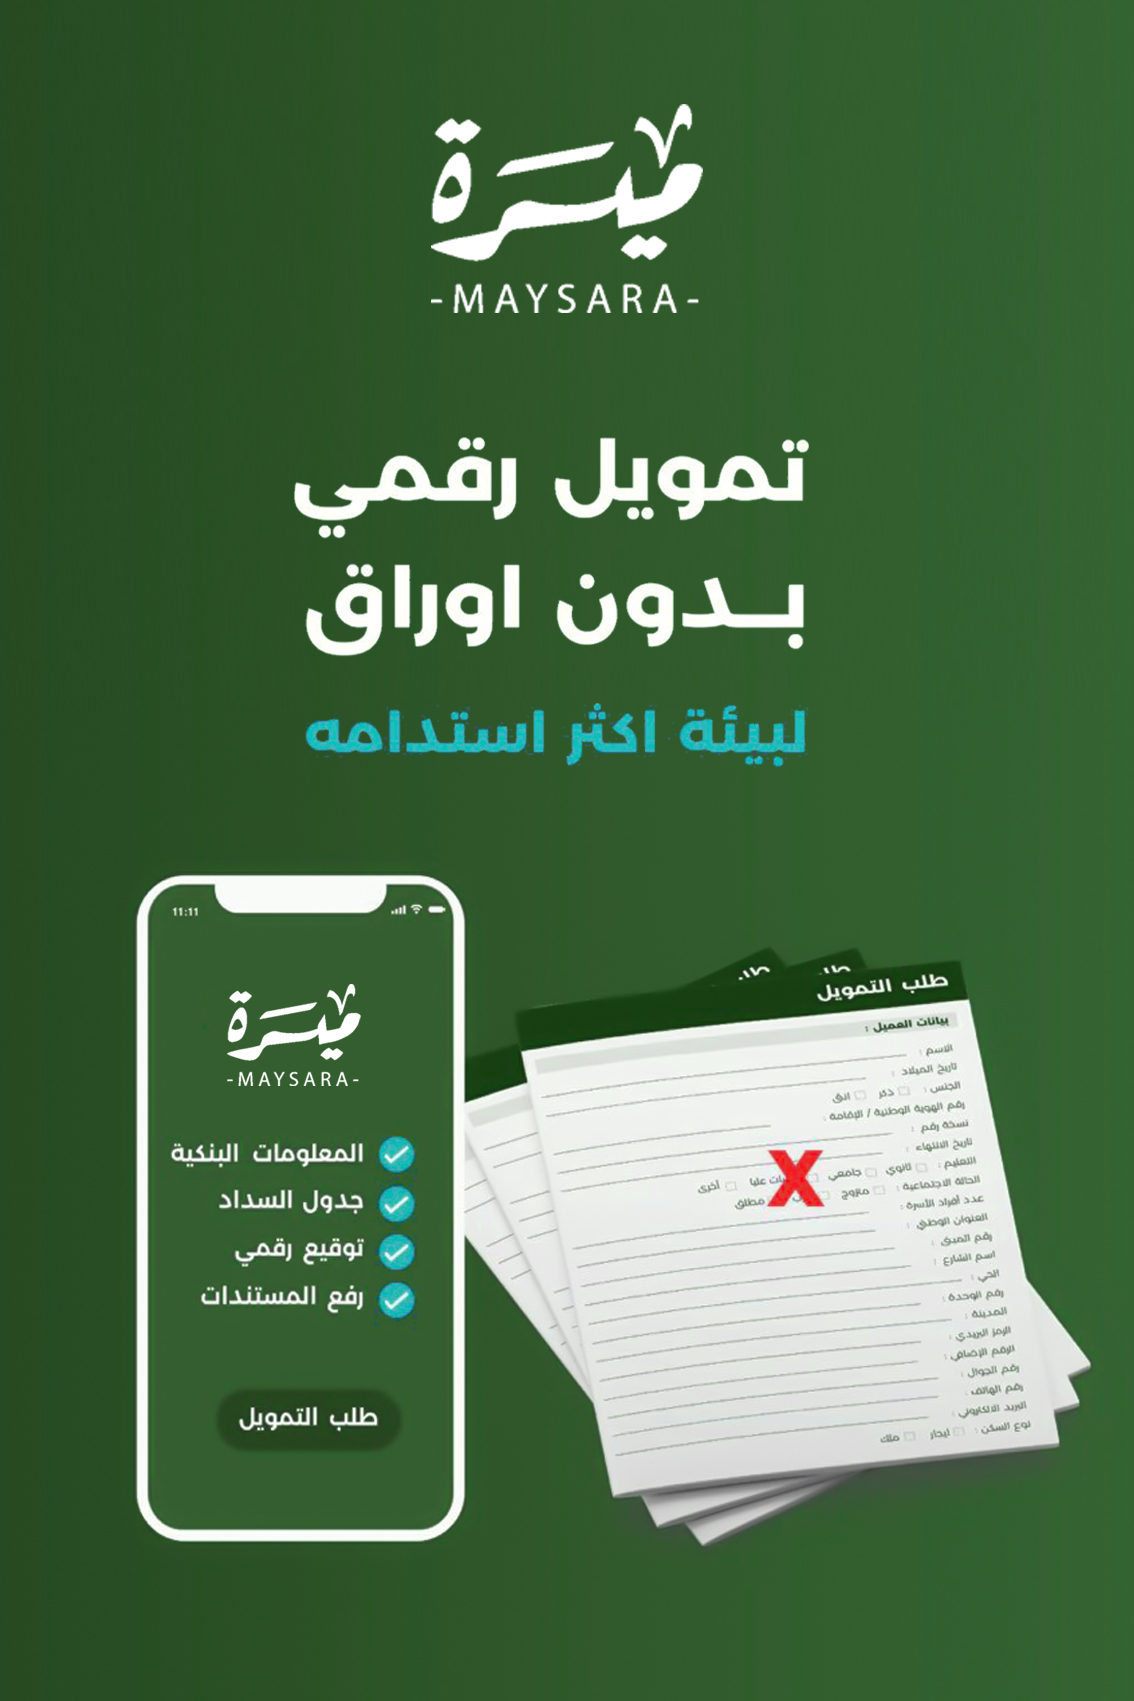 ميسرة
-MAYSARA-
تمويل رقمي
بـدون اوراق
لبيئة اكثر استدامه
11:11
ميسرة
-MAYSARA-
المعلومات البنكية
جدول السداد
توقيع رقمي
رفع المستندات
طلب التمويل
طلب التمويل
بيانات العميل :
الاسم :
تاريخ الميلاد :
الجنس : ذكر انثى
رقم الهوية الوطنية / الإقامة :
نسخة رقم :
تاريخ الانتهاء :
التعليم : ثانوي جامعي عليا أخرى
الحالة الاجتماعية : متزوج مطلق
عدد أفراد الأسرة :
العنوان الوطني :
رقم المبنى :
اسم الشارع :
الحي :
رقم الوحدة :
المدينة :
الرمز البريدي :
الرقم الإضافي :
رقم الجوال :
رقم الهاتف :
البريد الالكتروني :
نوع السكن : ايجار ملك
X